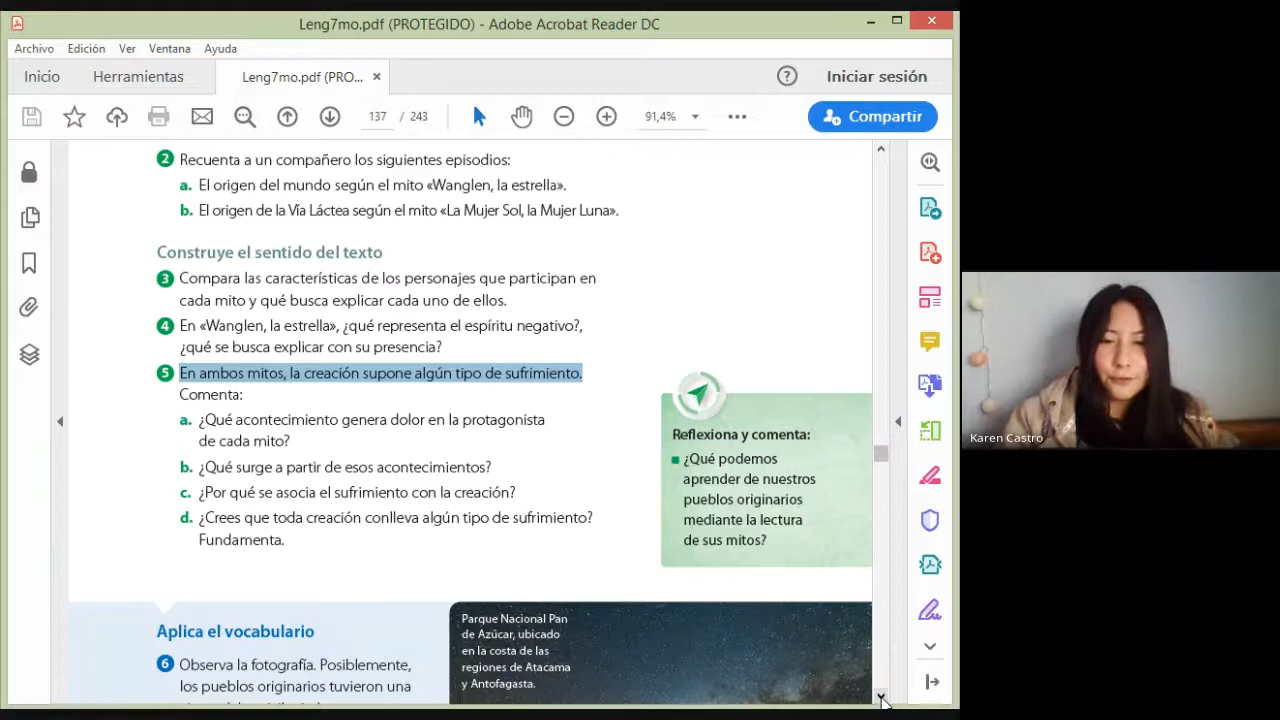 Leng7mo.pdf (PROTEGIDO) - Adobe Acrobat Reader DC
Archivo Edición Ver Ventana Ayuda
Inicio Herramientas Leng7mo.pdf (PRO... × ? Iniciar sesión
137 / 243 91,4% Compartir
2 Recuenta a un compañero los siguientes episodios:
a. El origen del mundo según el mito «Wanglen, la estrella».
b. El origen de la Vía Láctea según el mito «La Mujer Sol, la Mujer Luna».
Construye el sentido del texto
3 Compara las características de los personajes que participan en
cada mito y qué busca explicar cada uno de ellos.
4 En «Wanglen, la estrella», ¿qué representa el espíritu negativo?,
¿qué se busca explicar con su presencia?
5 En ambos mitos, la creación supone algún tipo de sufrimiento.
Comenta:
a. ¿Qué acontecimiento genera dolor en la protagonista
de cada mito?
b. ¿Qué surge a partir de esos acontecimientos?
c. ¿Por qué se asocia el sufrimiento con la creación?
d. ¿Crees que toda creación conlleva algún tipo de sufrimiento?
Fundamenta.
Reflexiona y comenta:
¿Qué podemos
aprender de nuestros
pueblos originarios
mediante la lectura
de sus mitos?
Aplica el vocabulario
6 Observa la fotografía. Posiblemente,
los pueblos originarios tuvieron una
Parque Nacional Pan
de Azúcar, ubicado
en la costa de las
regiones de Atacama
y Antofagasta.
Karen Castro